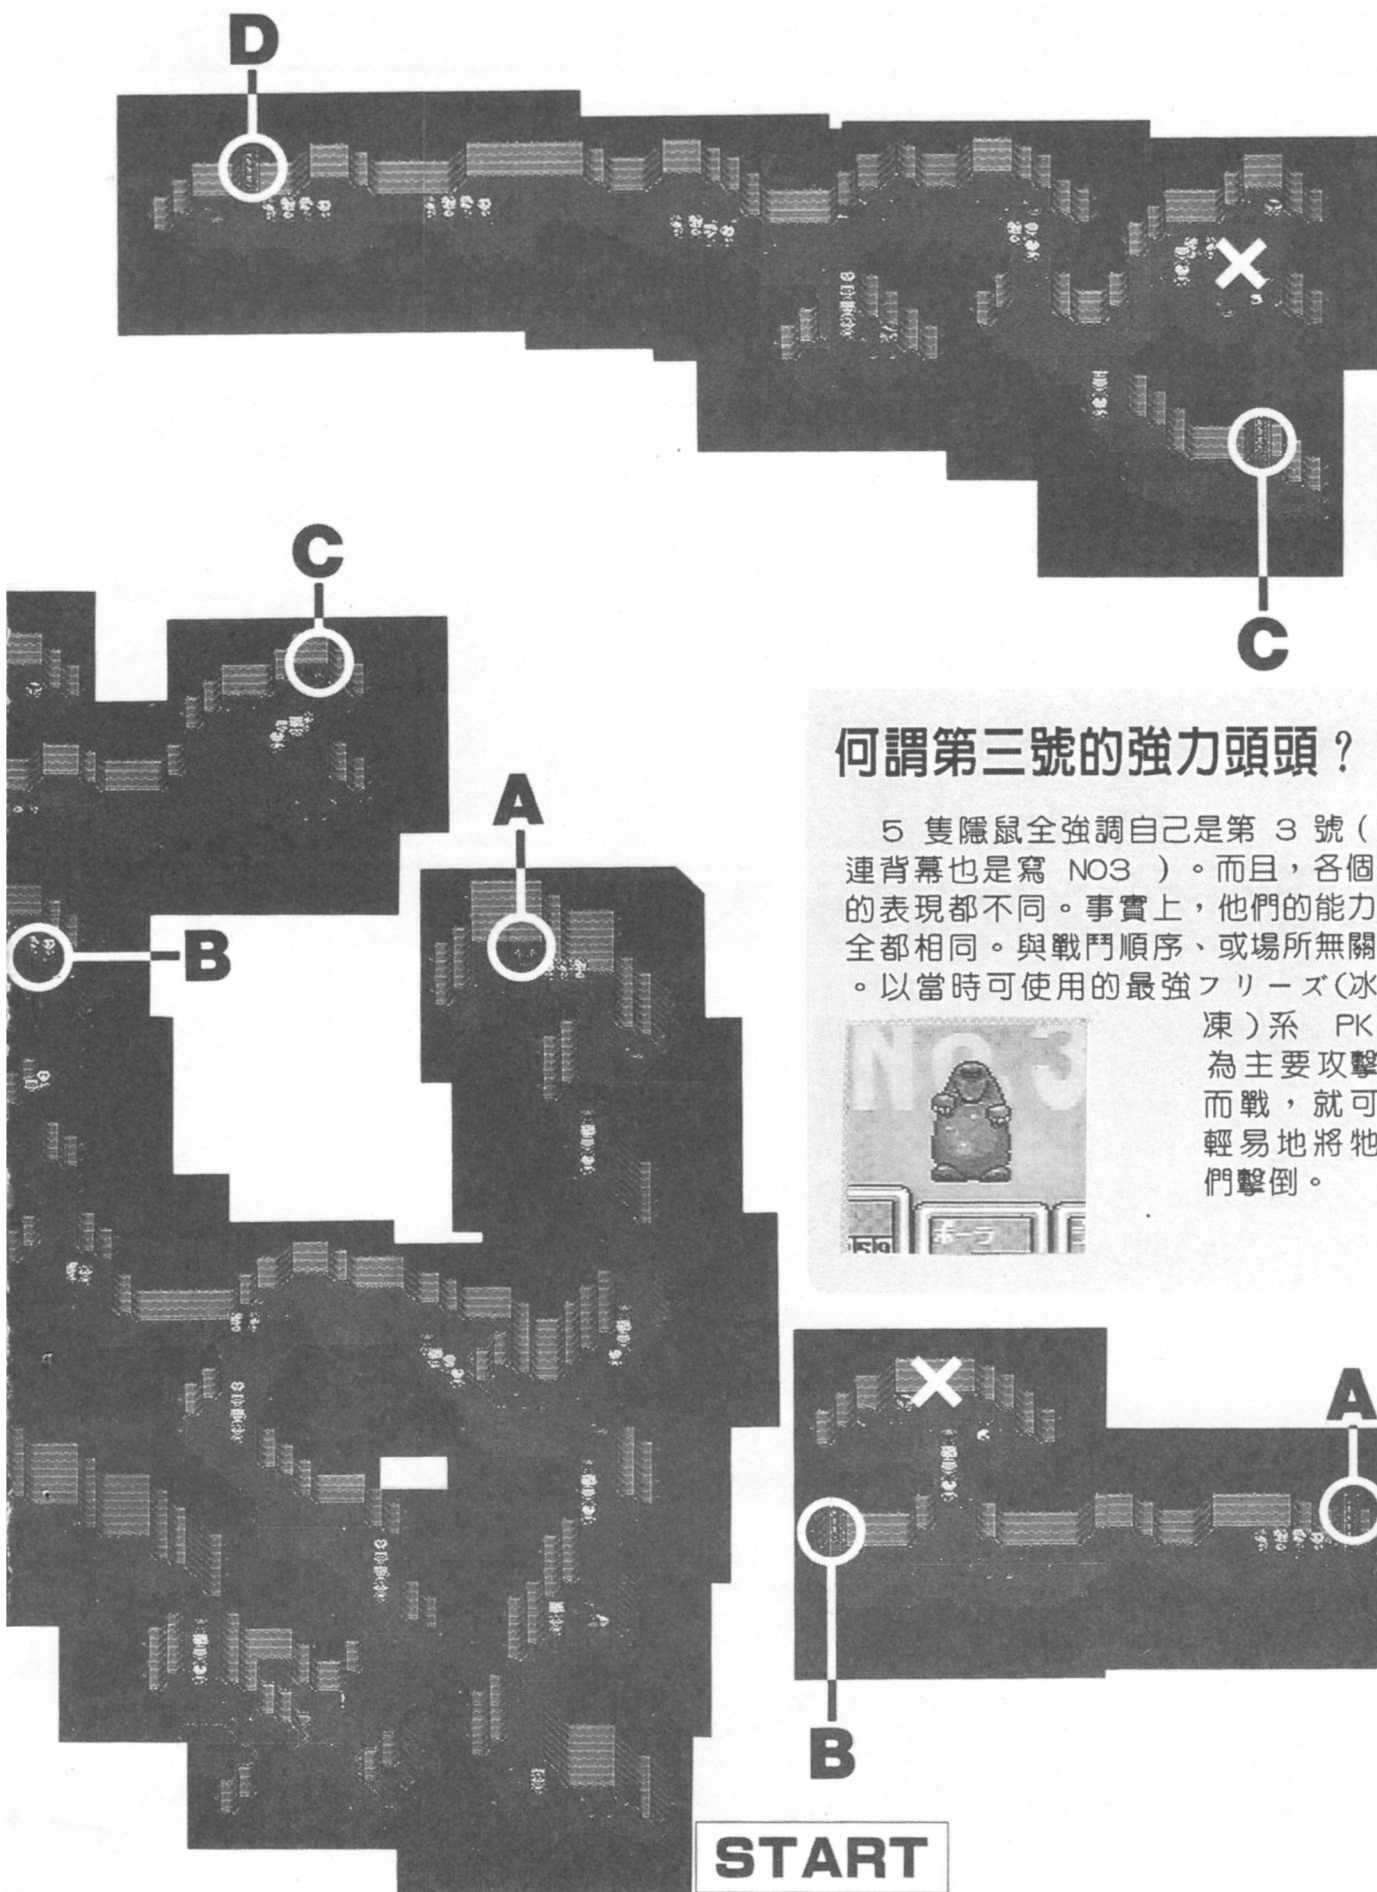 D
C
C
A
B
何謂第三號的強力頭頭？
5 隻隱鼠全強調自己是第 3 號（
連背幕也是寫 NO3 ）。而且，各個
的表現都不同。事實上，他們的能力
全都相同。與戰鬥順序、或場所無關
。以當時可使用的最強フリーズ(冰
凍)系 PK
為主要攻擊
而戰，就可
輕易地將牠
們擊倒。
NO3
ポーラ
A
B
START